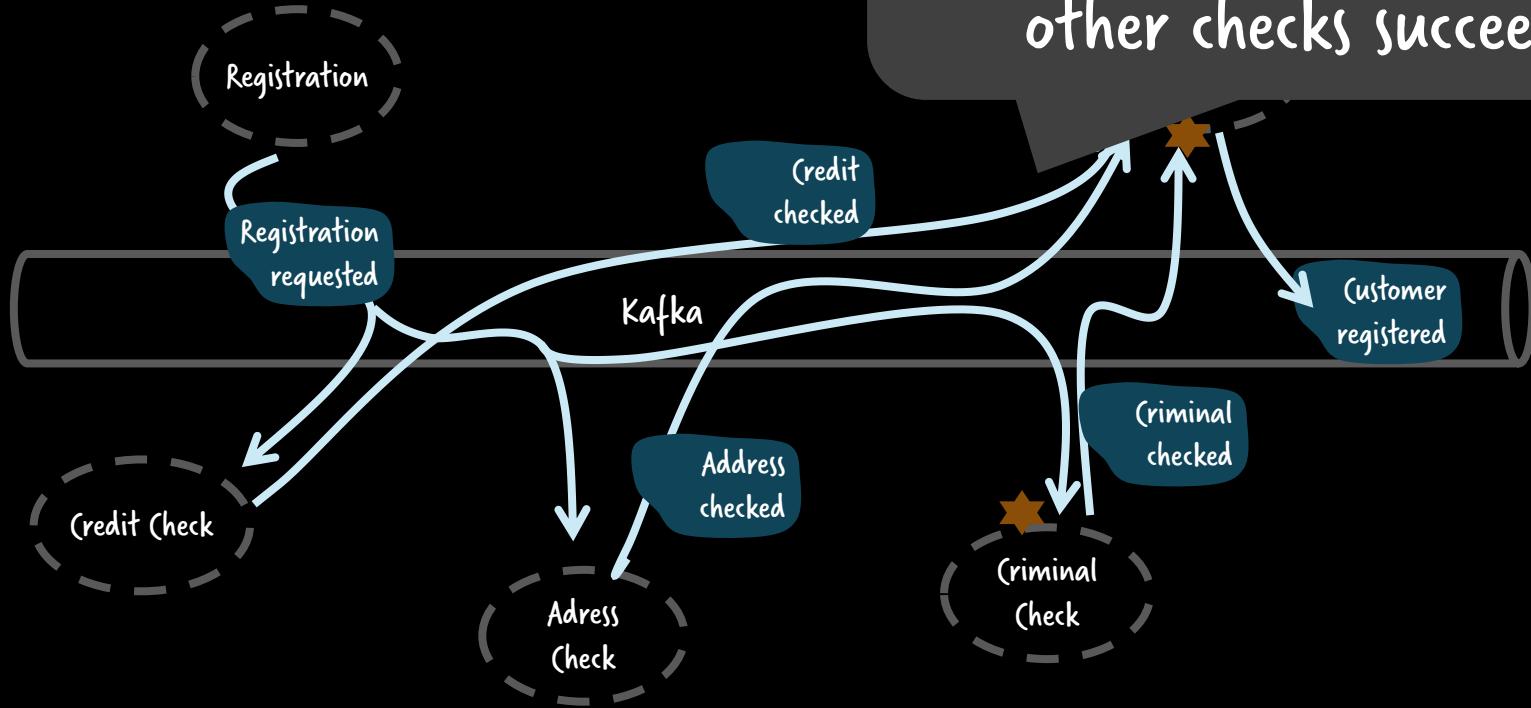 other checks succee
Registration
Credit
checked
Registration
requested
Kafka
Customer
registered
Criminal
checked
Address
checked
Credit Check
Adress
Check
Criminal
Check